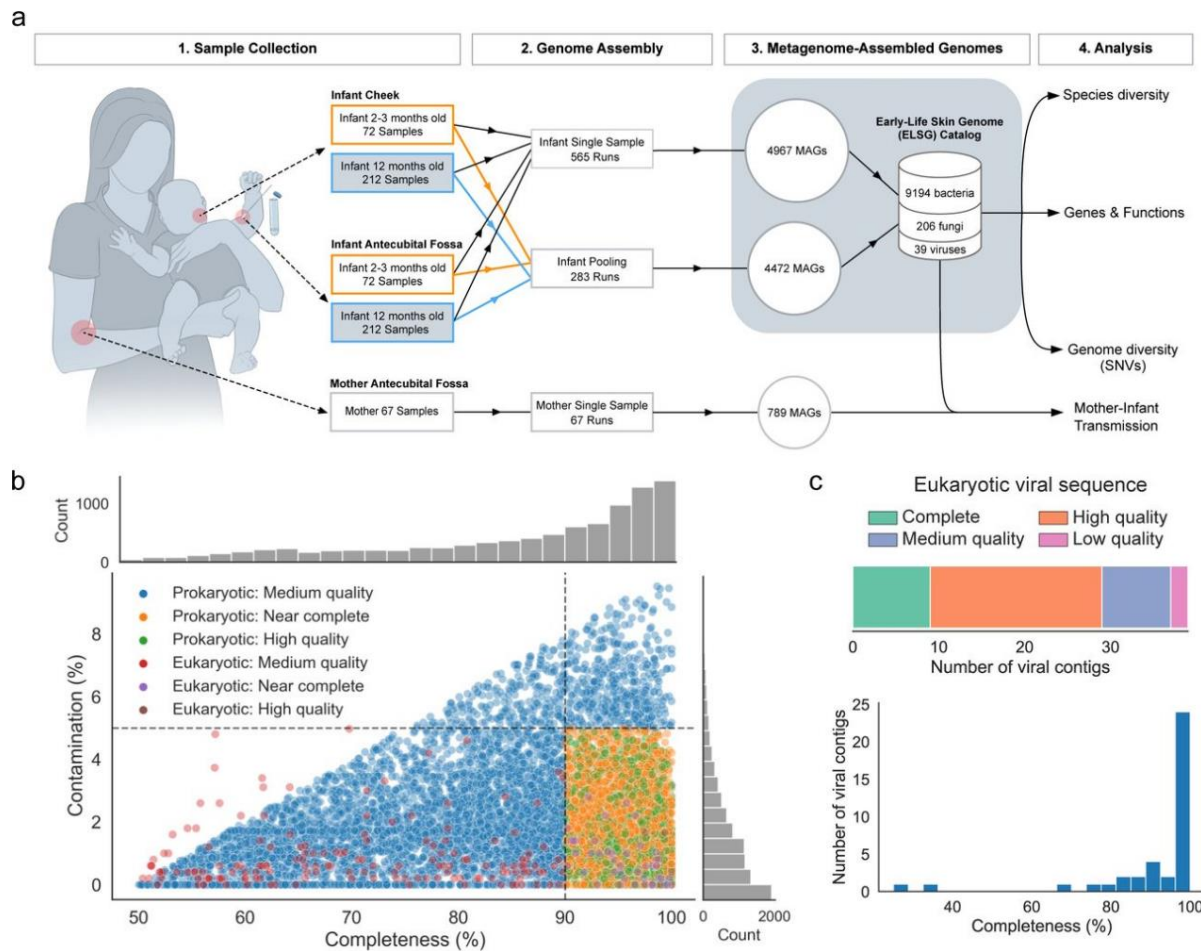 a
1. Sample Collection
2. Genome Assembly
3. Metagenome-Assembled Genomes
4. Analysis
Infant Cheek
Infant 2-3 months old
72 Samples
Infant 12 months old
212 Samples
Infant Antecubital Fossa
Infant 2-3 months old
72 Samples
Infant 12 months old
212 Samples
Mother Antecubital Fossa
Mother 67 Samples
Infant Single Sample
565 Runs
Infant Pooling
283 Runs
Mother Single Sample
67 Runs
4967 MAGs
4472 MAGs
789 MAGs
Early-Life Skin Genome
(ELSG) Catalog
9194 bacteria
206 fungi
39 viruses
Species diversity
Genes & Functions
Genome diversity
(SNVs)
Mother-Infant
Transmission
b
Count
1000
0
Prokaryotic: Medium quality
Prokaryotic: Near complete
Prokaryotic: High quality
Eukaryotic: Medium quality
Eukaryotic: Near complete
Eukaryotic: High quality
Contamination (%)
8
6
4
2
0
50 60 70 80 90 100
Completeness (%)
0 2000
Count
c
Eukaryotic viral sequence
Complete High quality
Medium quality Low quality
0 10 20 30
Number of viral contigs
Number of viral contigs
25
20
15
10
5
0
40 60 80 100
Completeness (%)